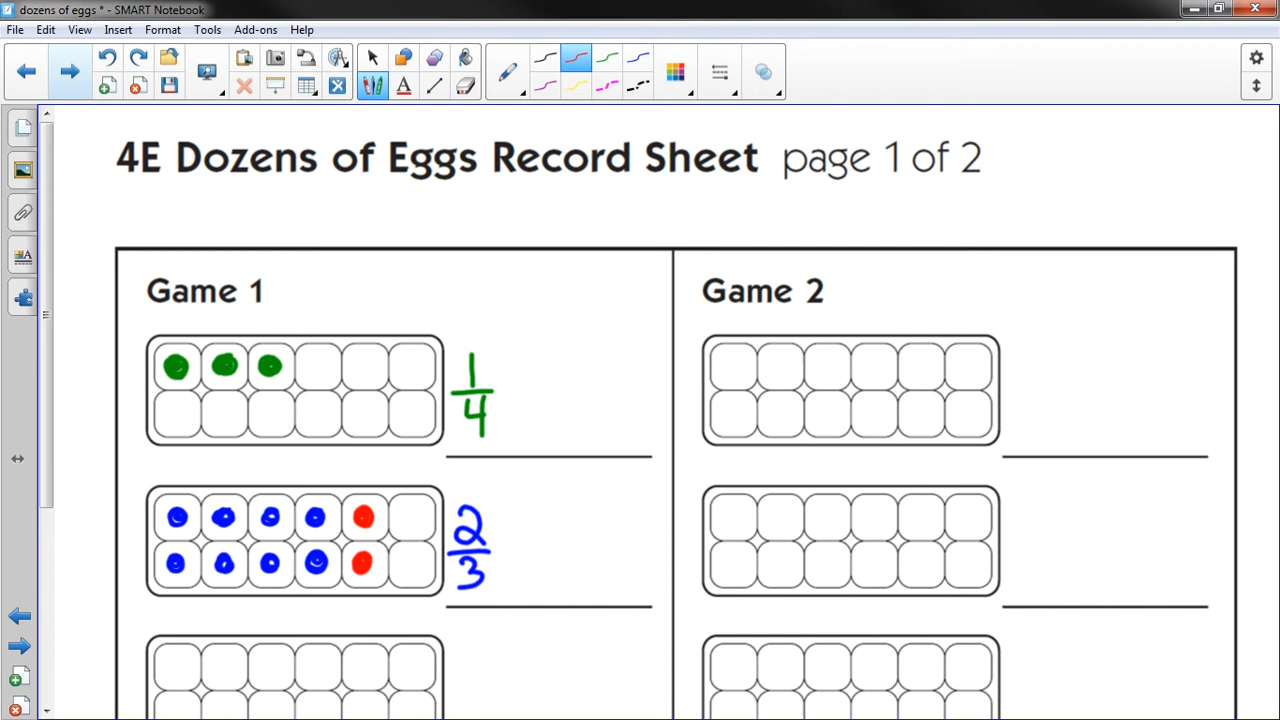 dozens of eggs * - SMART Notebook
File Edit View Insert Format Tools Add-ons Help
4E Dozens of Eggs Record Sheet page 1 of 2
Game 1
1/4
2/3
Game 2